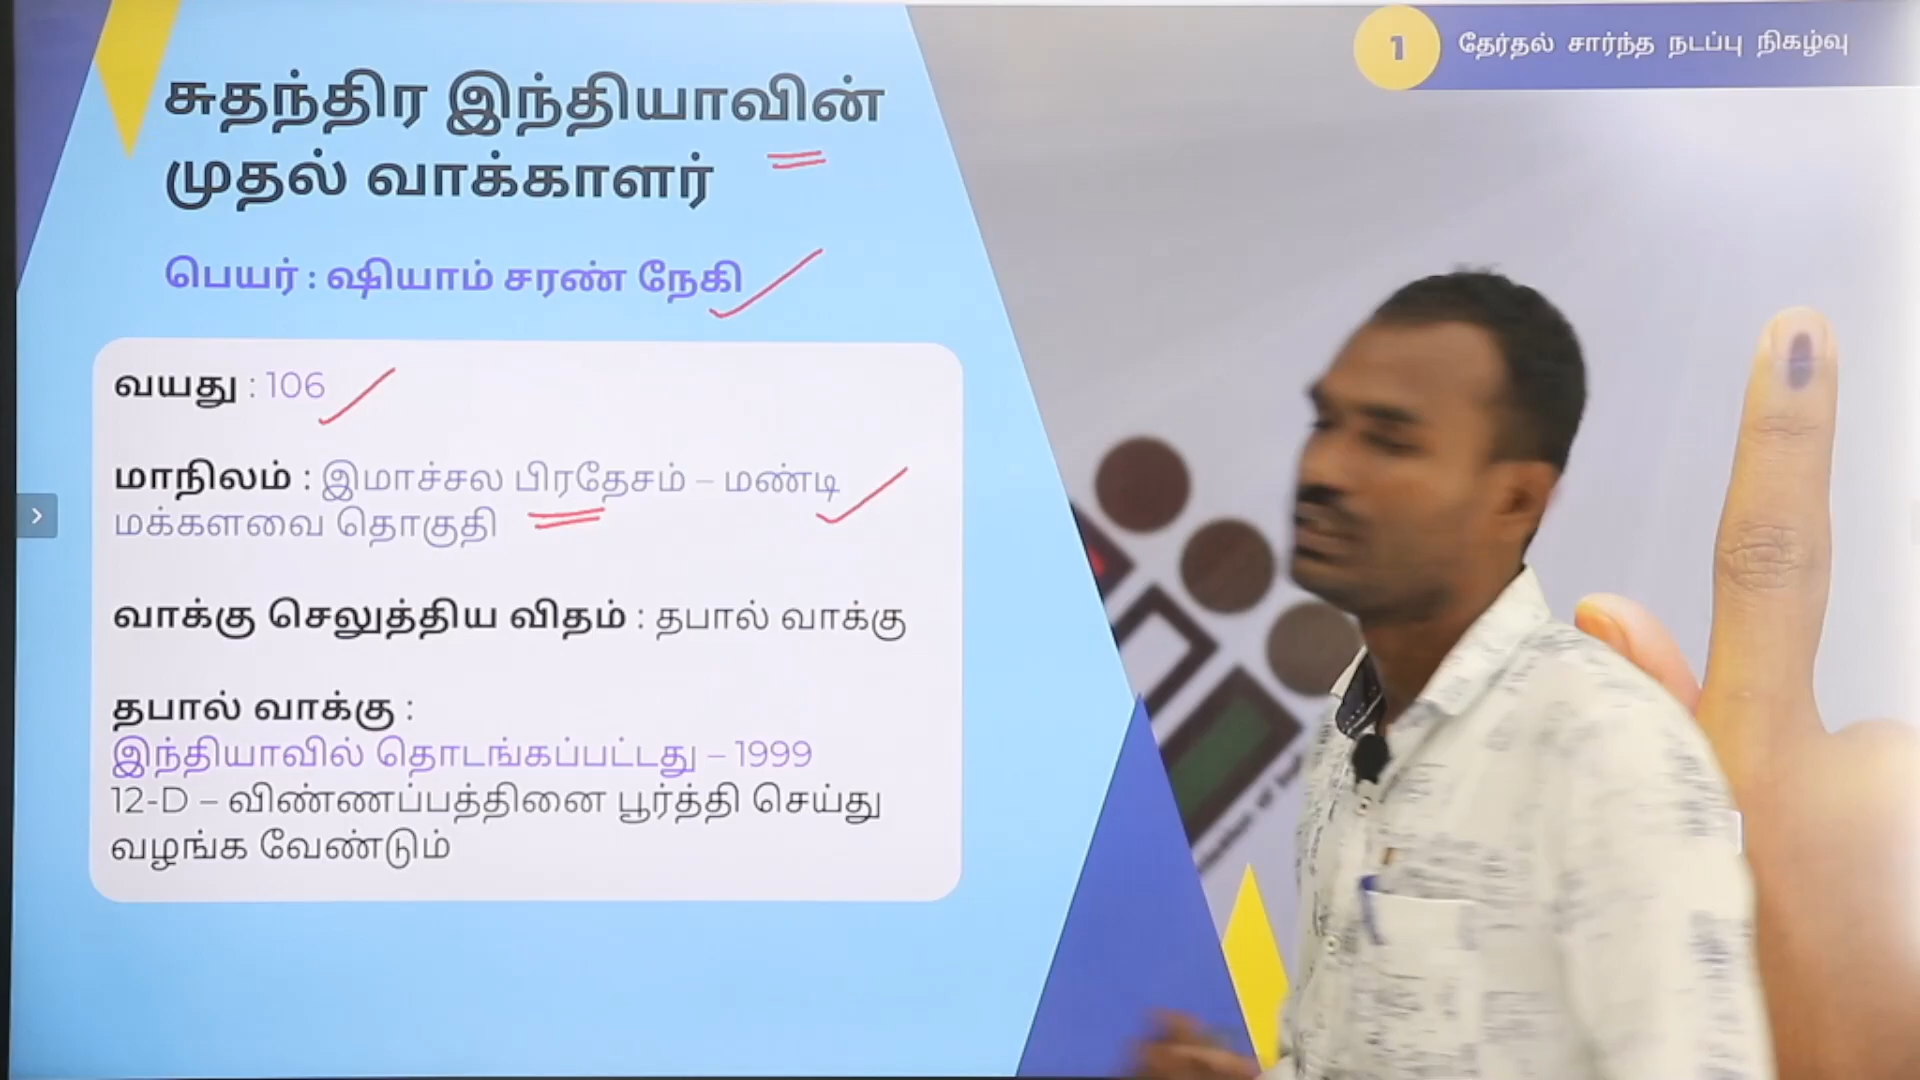 1 தேர்தல் சார்ந்த நடப்பு நிகழ்வு
சுதந்திர இந்தியாவின்
முதல் வாக்காளர்
பெயர் : ஷியாம் சரண் நேகி
வயது : 106
மாநிலம் : இமாச்சல பிரதேசம் – மண்டி
மக்களவை தொகுதி
வாக்கு செலுத்திய விதம் : தபால் வாக்கு
தபால் வாக்கு :
இந்தியாவில் தொடங்கப்பட்டது – 1999
12-D – விண்ணப்பத்தினை பூர்த்தி செய்து
வழங்க வேண்டும்